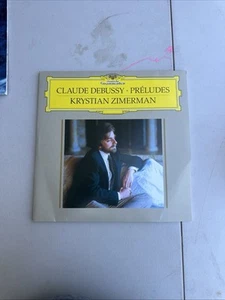 CLAUDE DEBUSSY · PRÉLUDES
KRYSTIAN ZIMERMAN